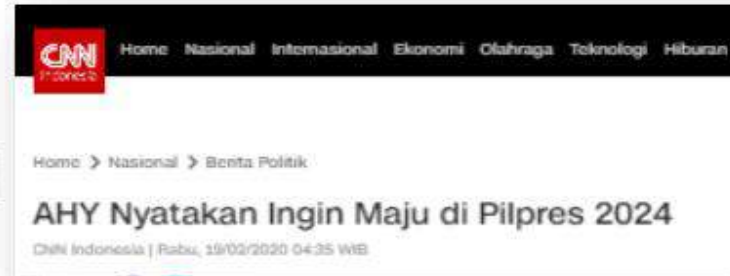 CNN Indonesia
Home Nasional Internasional Ekonomi Olahraga Teknologi Hiburan
Home > Nasional > Berita Politik
AHY Nyatakan Ingin Maju di Pilpres 2024
CNN Indonesia | Rabu, 19/02/2020 04:35 WIB